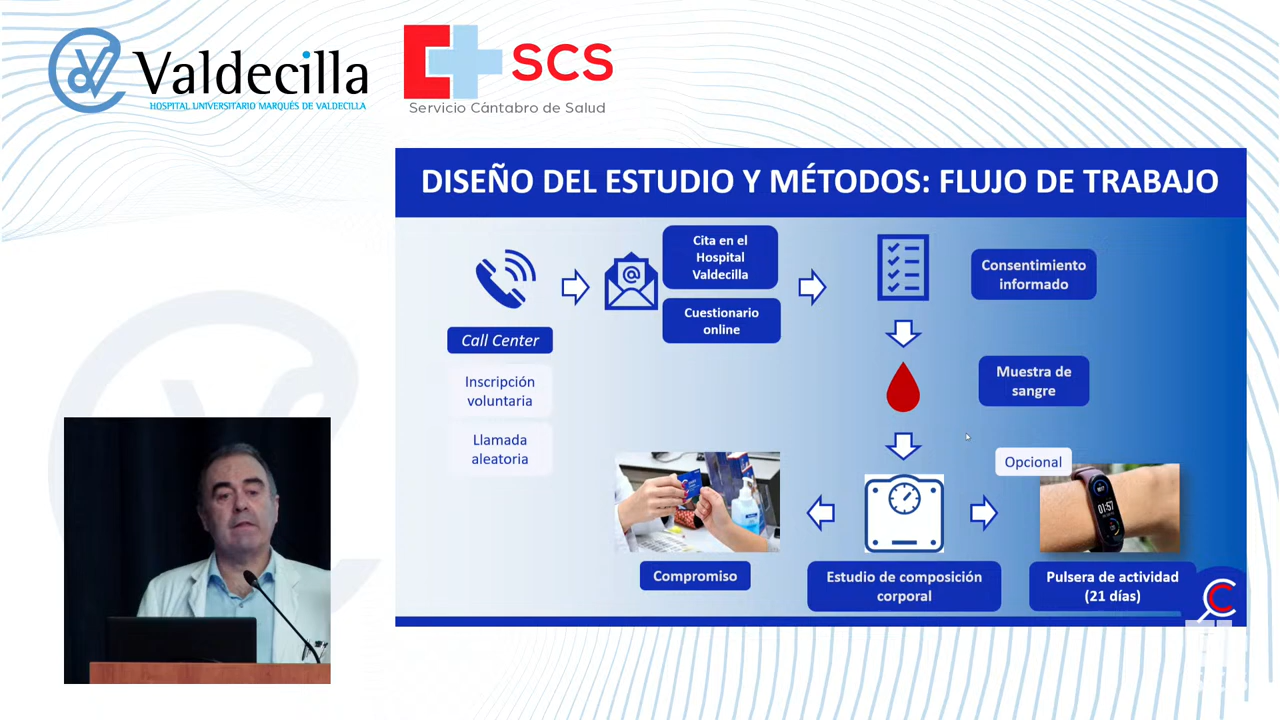 Valdecilla
HOSPITAL UNIVERSITARIO MARQUÉS DE VALDECILLA
SCS
Servicio Cántabro de Salud
DISEÑO DEL ESTUDIO Y MÉTODOS: FLUJO DE TRABAJO
Call Center
Inscripción
voluntaria
Llamada
aleatoria
@
Cita en el
Hospital
Valdecilla
Cuestionario
online
Consentimiento
informado
Muestra de
sangre
Opcional
01:57
Compromiso
Estudio de composición
corporal
Pulsera de actividad
(21 días)